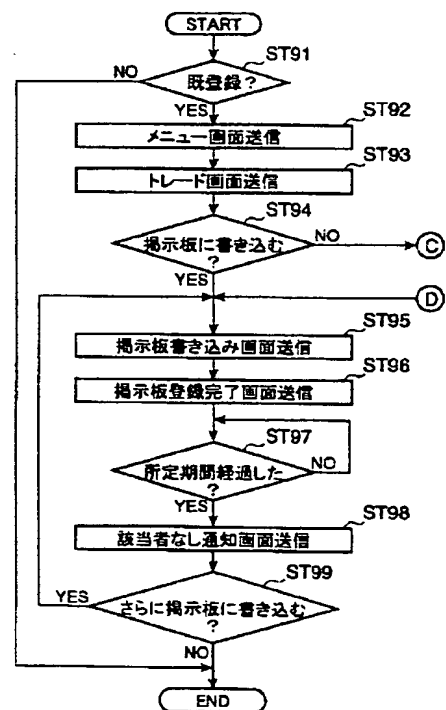 START
ST91
NO
既登録?
YES
ST92
メニュー画面送信
ST93
トレード画面送信
ST94
掲示板に書き込む
?
NO
C
YES
D
ST95
掲示板書き込み画面送信
ST96
掲示板登録完了画面送信
ST97
所定期間経過した
?
NO
YES
ST98
該当者なし通知画面送信
ST99
YES
さらに掲示板に書き込む
?
NO
END